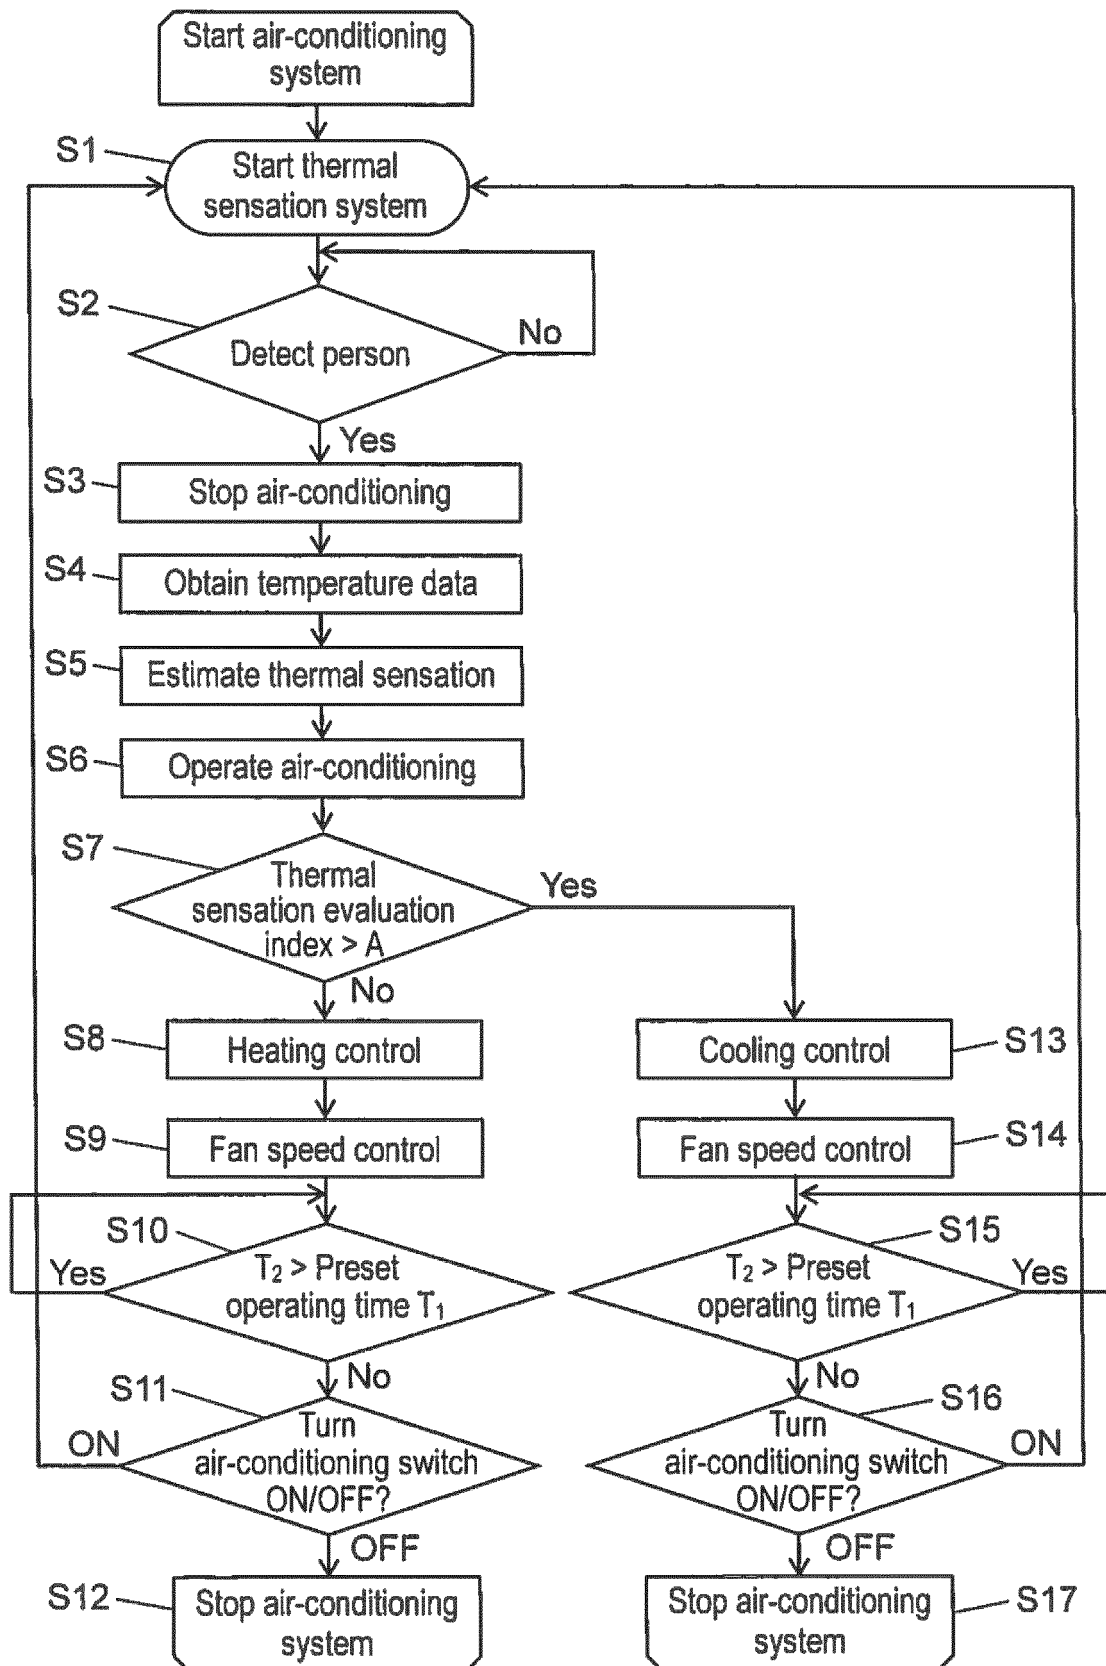 Start air-conditioning
system
S1
Start thermal
sensation system
S2
Detect person
No
Yes
S3
Stop air-conditioning
S4
Obtain temperature data
S5
Estimate thermal sensation
S6
Operate air-conditioning
S7
Thermal
sensation evaluation
index > A
Yes
No
S8
Heating control
Cooling control
S13
S9
Fan speed control
Fan speed control
S14
S10
T₂ > Preset
operating time T₁
Yes
No
S15
T₂ > Preset
operating time T₁
Yes
No
S11
Turn
air-conditioning switch
ON/OFF?
ON
OFF
S16
Turn
air-conditioning switch
ON/OFF?
ON
OFF
S12
Stop air-conditioning
system
Stop air-conditioning
system
S17